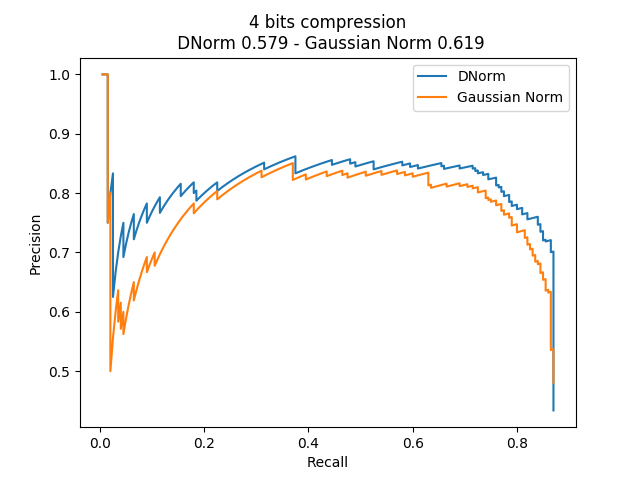 4 bits compression
DNorm 0.579 - Gaussian Norm 0.619
DNorm
Gaussian Norm
Precision
1.0
0.9
0.8
0.7
0.6
0.5
0.0
0.2
0.4
0.6
0.8
Recall